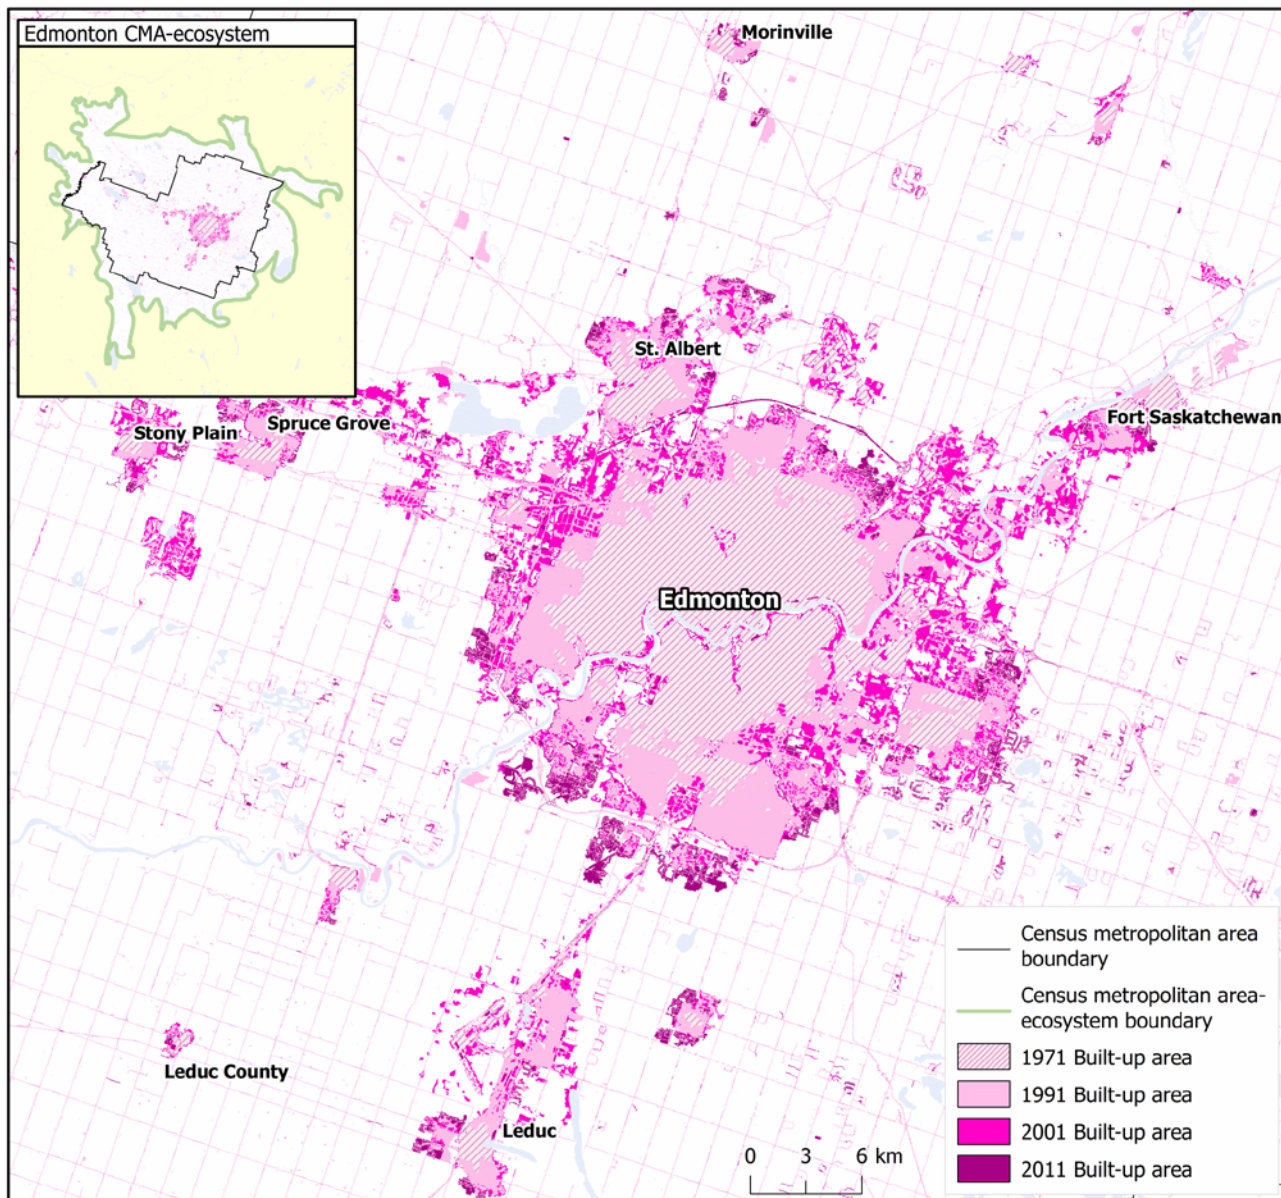 Edmonton CMA-ecosystem
Morinville
St. Albert
Stony Plain
Spruce Grove
Fort Saskatchewan
Edmonton
Leduc County
Leduc
0 3 6 km
Census metropolitan area
boundary
Census metropolitan area-
ecosystem boundary
1971 Built-up area
1991 Built-up area
2001 Built-up area
2011 Built-up area